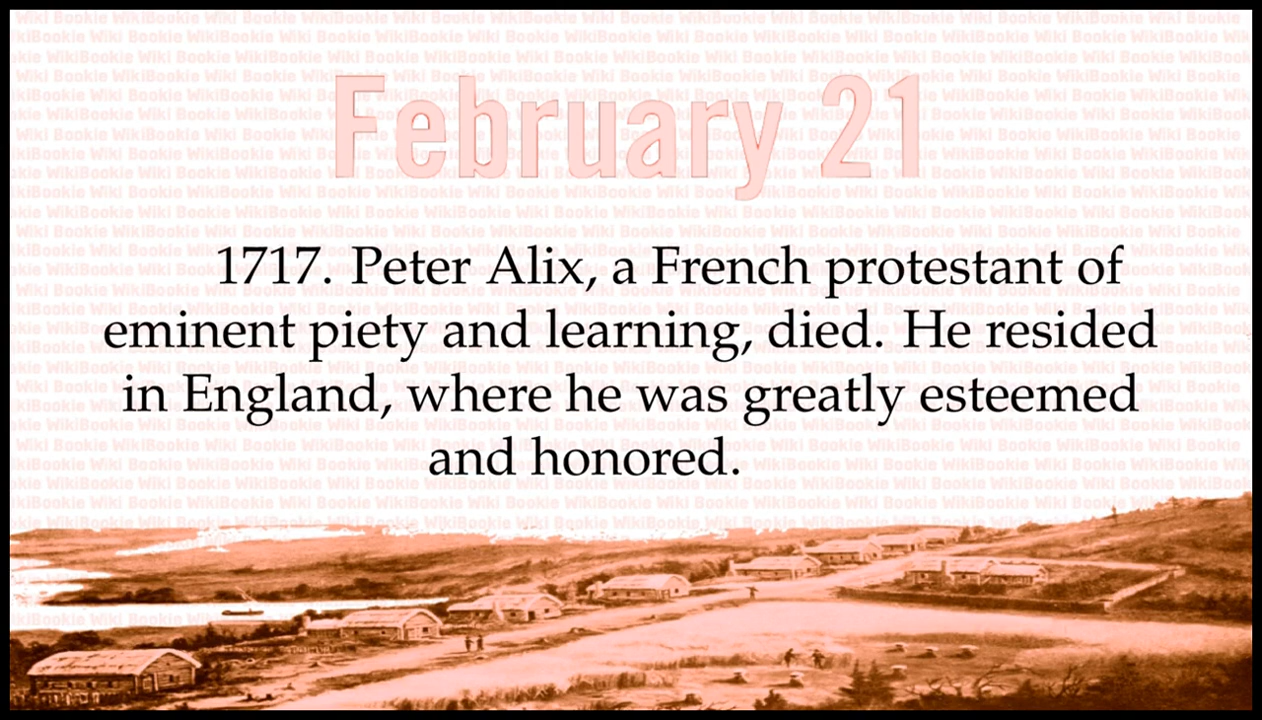 February 21
1717. Peter Alix, a French protestant of
eminent piety and learning, died. He resided
in England, where he was greatly esteemed
and honored.